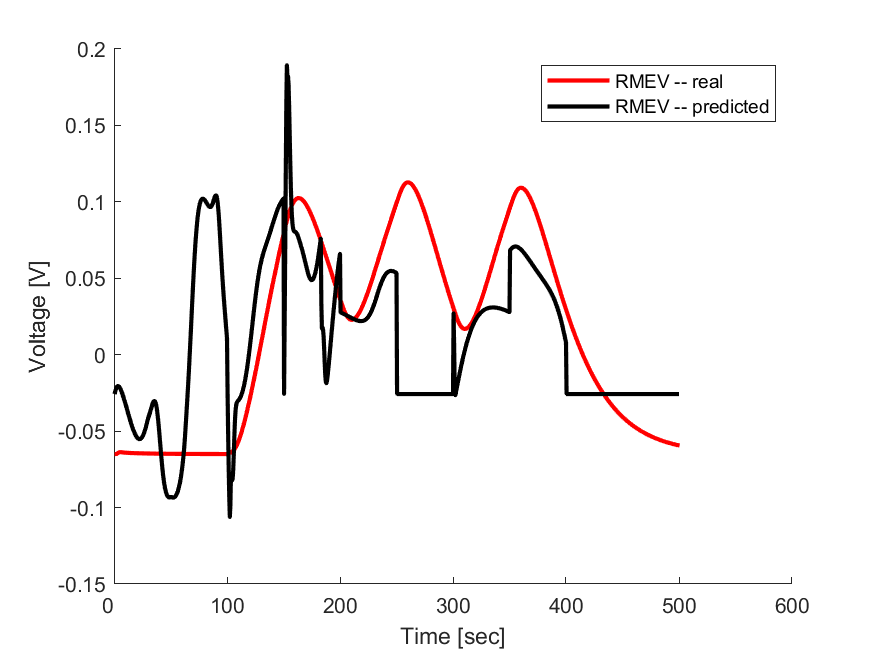 0.2
0.15
0.1
0.05
0
-0.05
-0.1
-0.15
Voltage [V]
RMEV -- real
RMEV -- predicted
0 100 200 300 400 500 600
Time [sec]